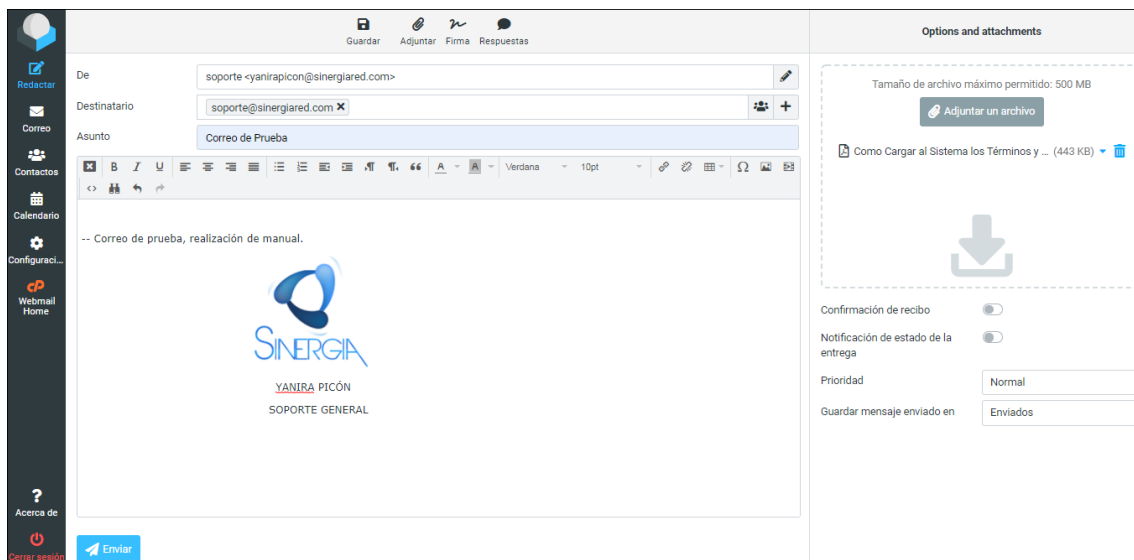 Guardar Adjuntar Firma Respuestas
Options and attachments
Redactar
Correo
Contactos
Calendario
Configuraci...
cP
Webmail
Home
Acerca de
Cerrar sesión
De
soporte <yanirapicon@sinergiared.com>
Destinatario
soporte@sinergiared.com
Asunto
Correo de Prueba
B I U A A Verdana 10pt Ω
-- Correo de prueba, realización de manual.
SINERGIA
YANIRA PICÓN
SOPORTE GENERAL
Enviar
Tamaño de archivo máximo permitido: 500 MB
Adjuntar un archivo
Como Cargar al Sistema los Términos y ... (443 KB)
Confirmación de recibo
Notificación de estado de la
entrega
Prioridad
Normal
Guardar mensaje enviado en
Enviados